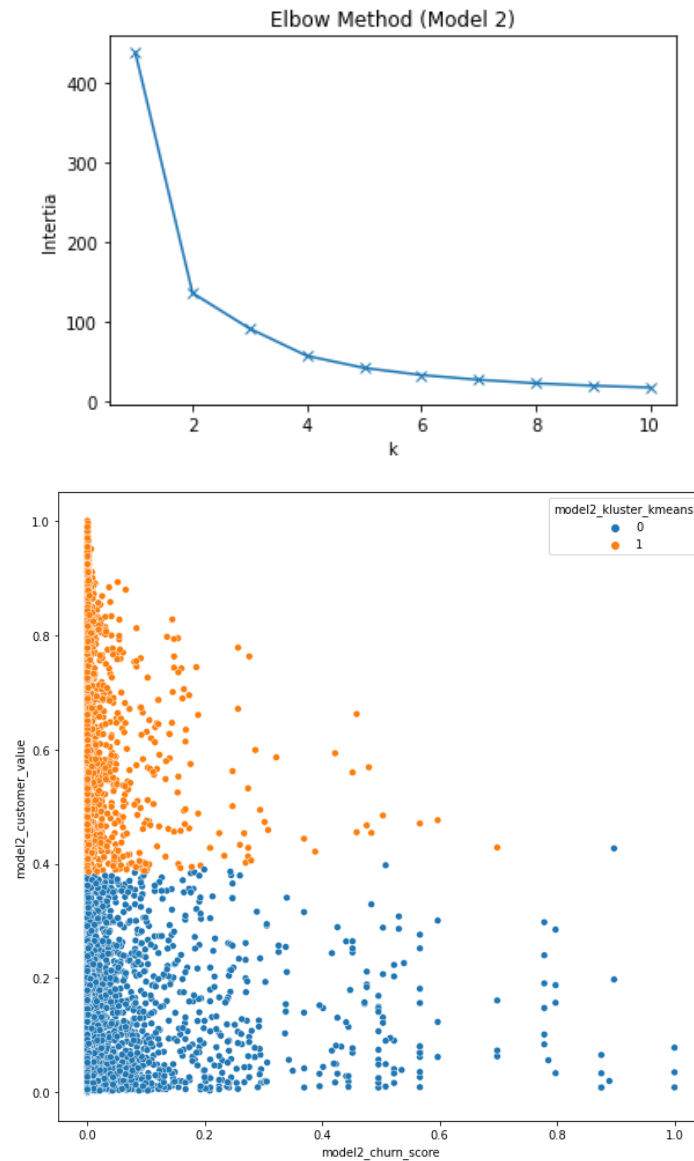 Elbow Method (Model 2)
400
300
200
100
0
Intertia
2 4 6 8 10
k
model2_kluster_kmeans
0
1
1.0
0.8
0.6
0.4
0.2
0.0
model2_customer_value
0.0 0.2 0.4 0.6 0.8 1.0
model2_churn_score